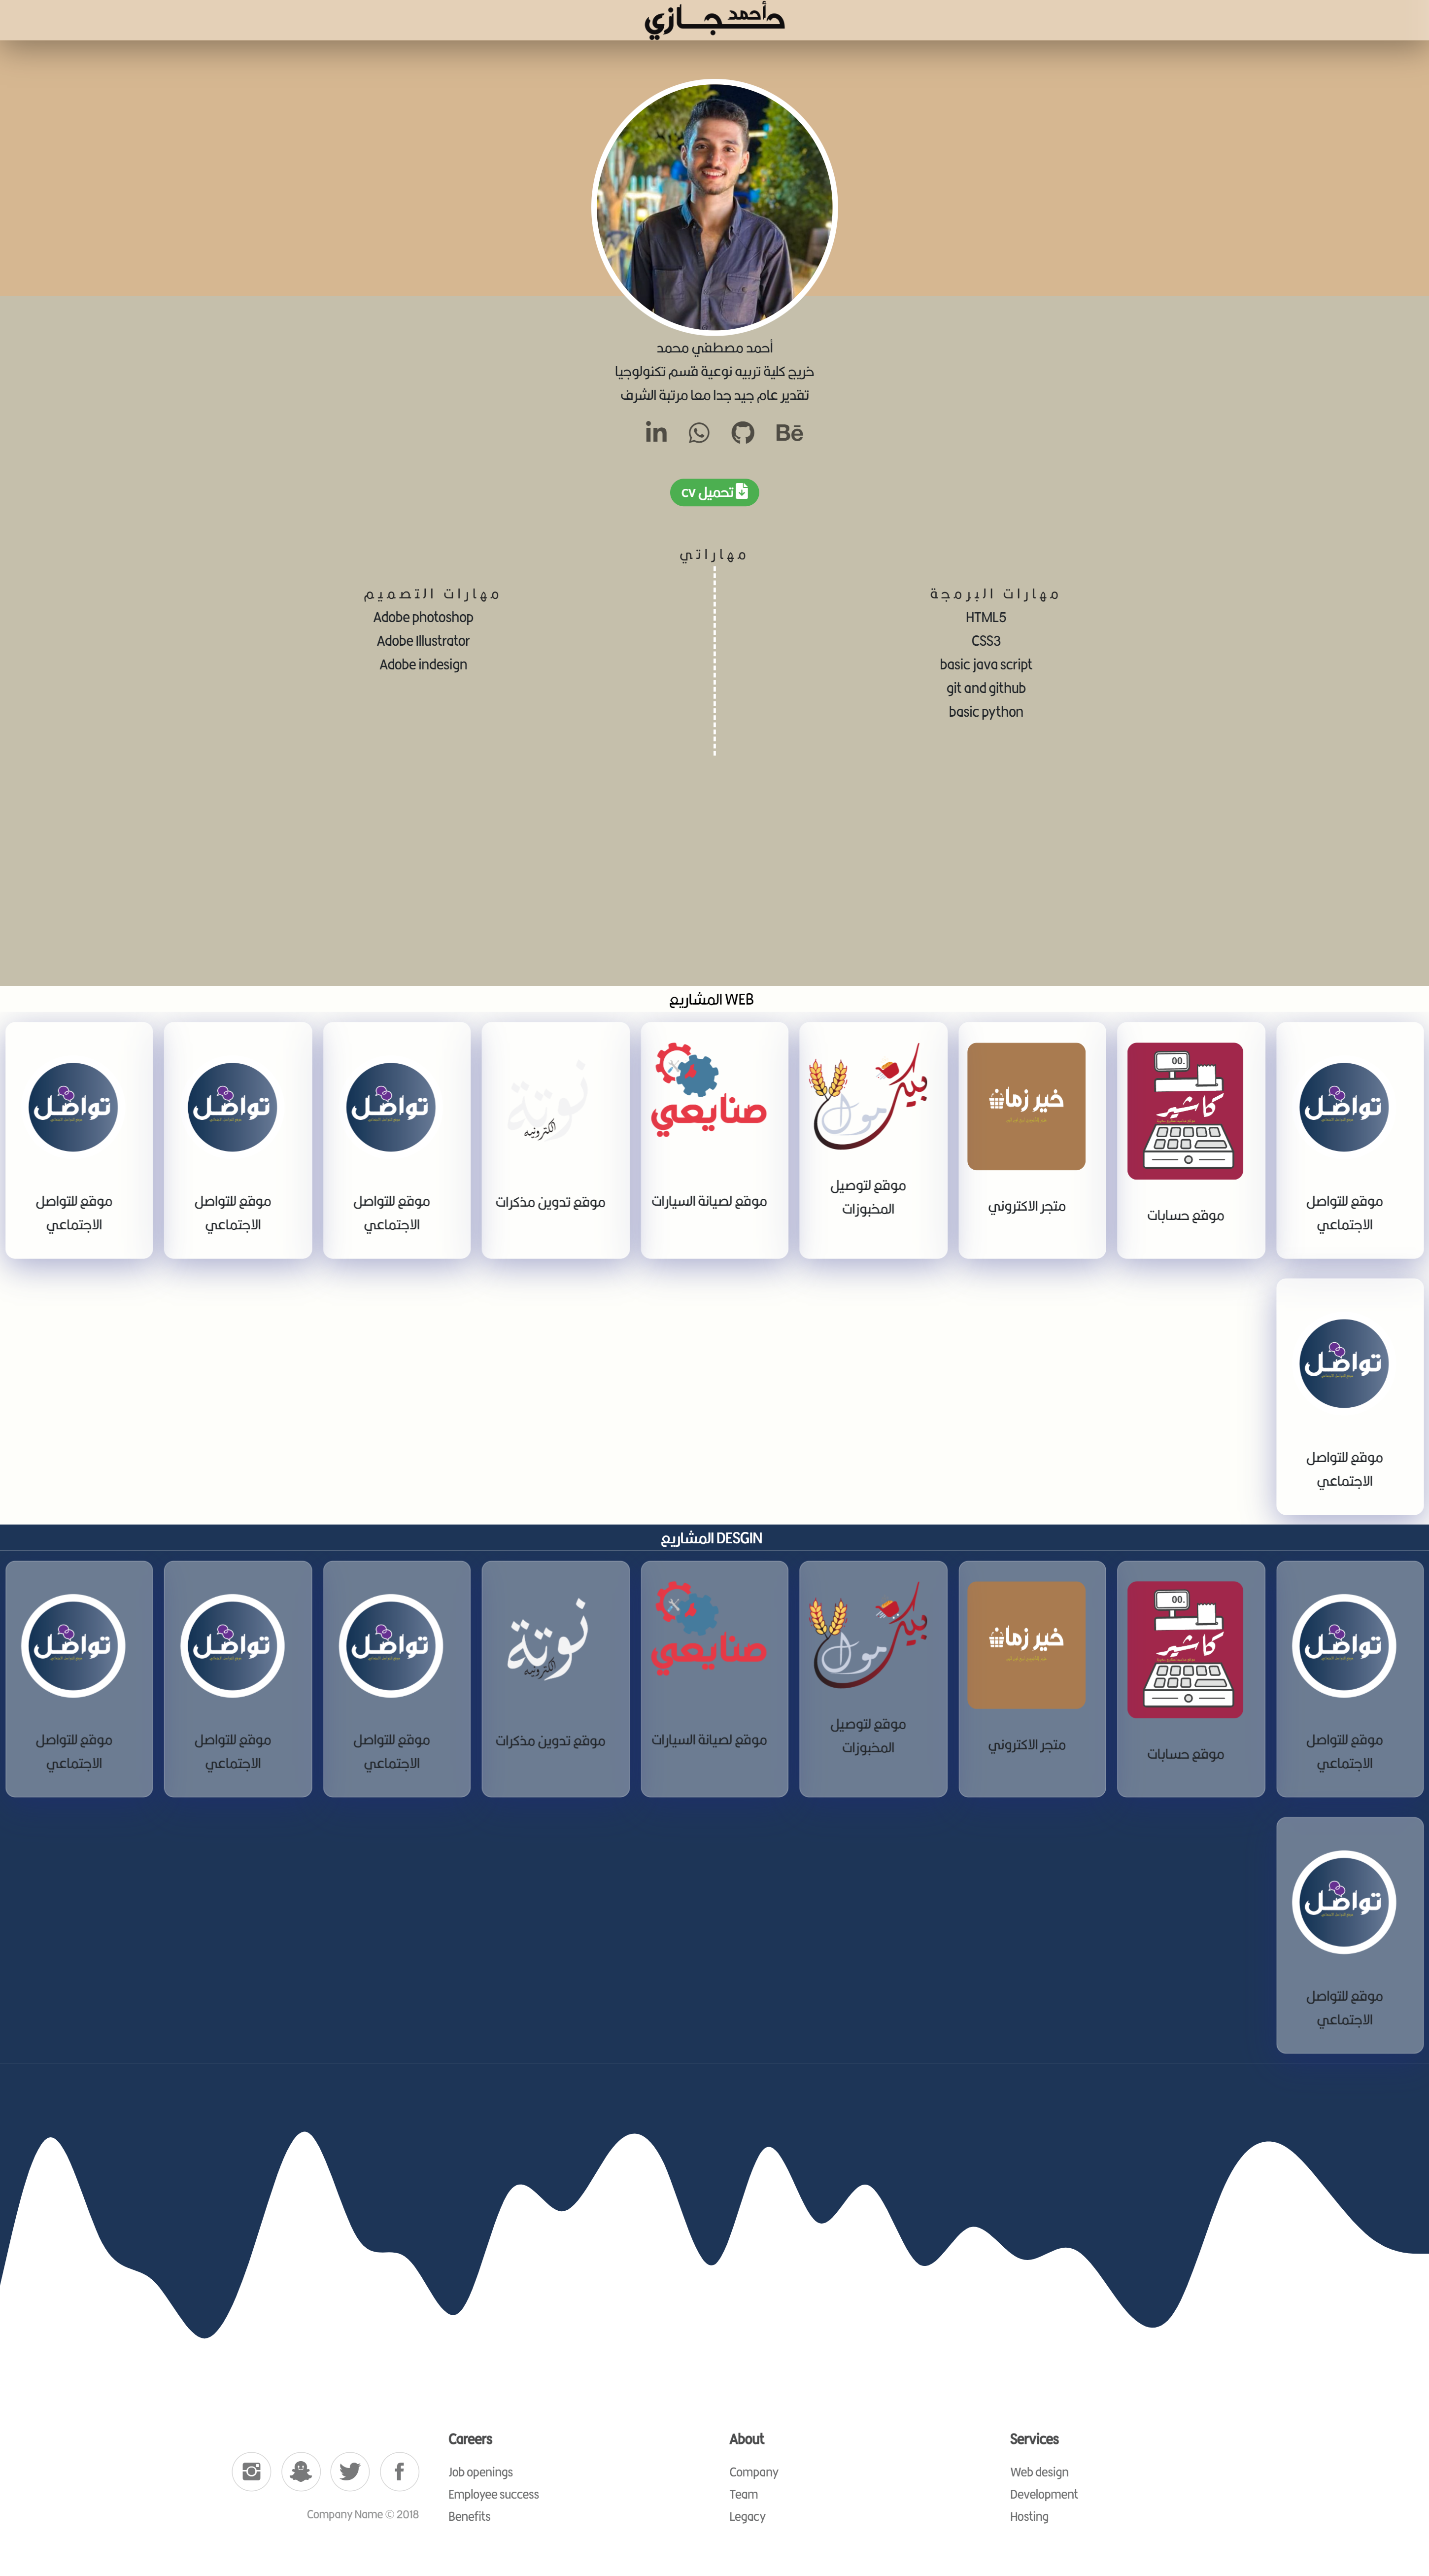 أحمد حجازي
أحمد مصطفي محمد
خريج كلية تربيه نوعية قسم تكنولوجيا
تقدير عام جيد جدا معا مرتبة الشرف
Bē
in
تحميل cv
مهاراتي
مهارات البرمجة
HTML5
CSS3
basic java script
git and github
basic python
مهارات التصميم
Adobe photoshop
Adobe Illustrator
Adobe indesign
المشاريع WEB
تواصل
موقع للتواصل
الاجتماعي
00.
كاشير
موقع حسابات
خير زمان
متجر الاكتروني
بيك مول
موقع لتوصيل
المخبوزات
صنايعي
موقع لصيانة السيارات
نوتة
الكترونيه
موقع تدوين مذكرات
تواصل
موقع للتواصل
الاجتماعي
تواصل
موقع للتواصل
الاجتماعي
تواصل
موقع للتواصل
الاجتماعي
تواصل
موقع للتواصل
الاجتماعي
المشاريع DESGIN
تواصل
موقع للتواصل
الاجتماعي
00.
كاشير
موقع حسابات
خير زمان
متجر الاكتروني
بيك مول
موقع لتوصيل
المخبوزات
صنايعي
موقع لصيانة السيارات
نوتة
الكترونيه
موقع تدوين مذكرات
تواصل
موقع للتواصل
الاجتماعي
تواصل
موقع للتواصل
الاجتماعي
تواصل
موقع للتواصل
الاجتماعي
تواصل
موقع للتواصل
الاجتماعي
Services
Web design
Development
Hosting
About
Company
Team
Legacy
Careers
Job openings
Employee success
Benefits
Company Name © 2018